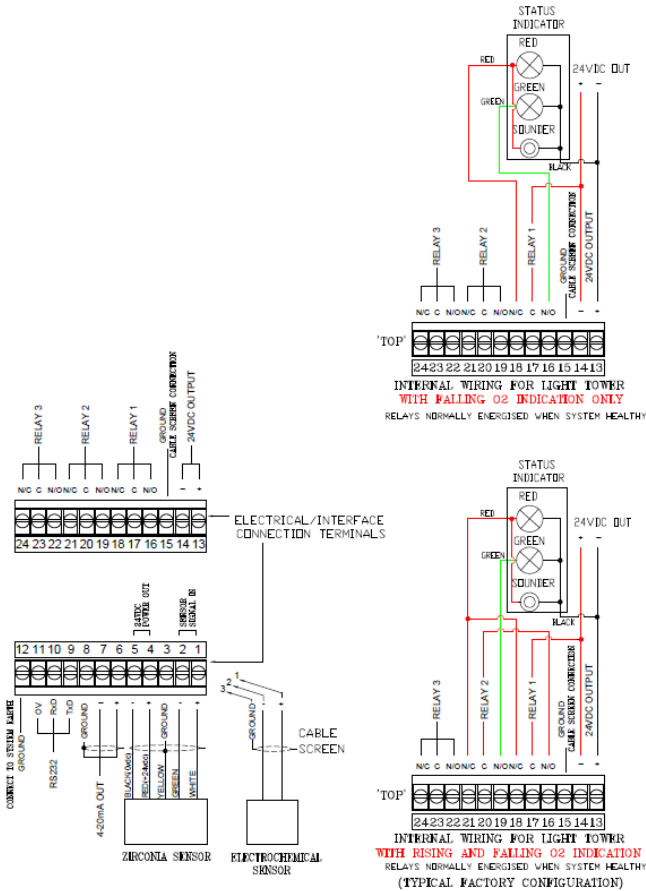 STATUS
INDICATOR
RED
RED
24VDC OUT
+ −
GREEN
GREEN
SOUNDER
BLACK
RELAY 3
RELAY 2
RELAY 1
GROUND
CABLE SCREEN CONNECTION
24VDC OUTPUT
N/C C N/O N/C C N/O N/C C N/O − +
'TOP'
24 23 22 21 20 19 18 17 16 15 14 13
INTERNAL WIRING FOR LIGHT TOWER
WITH FALLING O2 INDICATION ONLY
RELAYS NORMALLY ENERGISED WHEN SYSTEM HEALTHY
RELAY 3
RELAY 2
RELAY 1
GROUND
CABLE SCREEN CONNECTION
24VDC OUTPUT
N/C C N/O N/C C N/O N/C C N/O − +
24 23 22 21 20 19 18 17 16 15 14 13
ELECTRICAL/INTERFACE
CONNECTION TERMINALS
24VDC
POWER OUT
SENSOR
SIGNAL IN
12 11 10 9 8 7 6 5 4 3 2 1
CONNECT TO SYSTEM EARTH
GROUND
0V
RxD
TxD
RS232
GROUND
− +
4-20mA OUT
− +
GROUND
− +
BLACK(0vdc)
RED(+24vdc)
YELLOW
GREEN
WHITE
ZIRCONIA SENSOR
1
2
3
GROUND
- +
CABLE
SCREEN
ELECTROCHEMICAL
SENSOR
STATUS
INDICATOR
RED
RED
24VDC OUT
+ −
GREEN
GREEN
SOUNDER
BLACK
RELAY 3
RELAY 2
RELAY 1
GROUND
CABLE SCREEN CONNECTION
24VDC OUTPUT
N/C C N/O N/C C N/O N/C C N/O − +
'TOP'
24 23 22 21 20 19 18 17 16 15 14 13
INTERNAL WIRING FOR LIGHT TOWER
WITH RISING AND FALLING O2 INDICATION
RELAYS NORMALLY ENERGISED WHEN SYSTEM HEALTHY
(TYPICAL FACTORY CONFIGURATION)